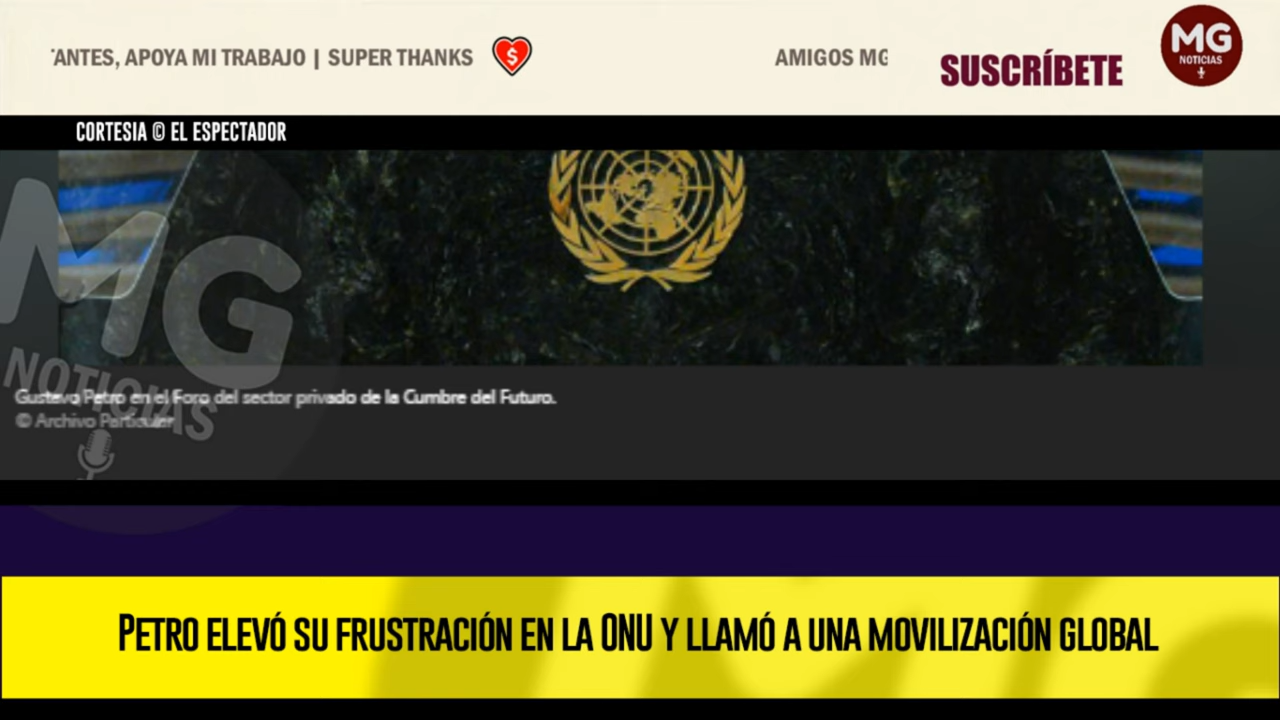 'ANTES, APOYA MI TRABAJO | SUPER THANKS
AMIGOS MG
SUSCRÍBETE
MG
NOTICIAS
CORTESIA © EL ESPECTADOR
MG
NOTICIAS
Gustavo Petro en el Foro del sector privado de la Cumbre del Futuro.
© Archivo Particular
PETRO ELEVÓ SU FRUSTRACIÓN EN LA ONU Y LLAMÓ A UNA MOVILIZACIÓN GLOBAL